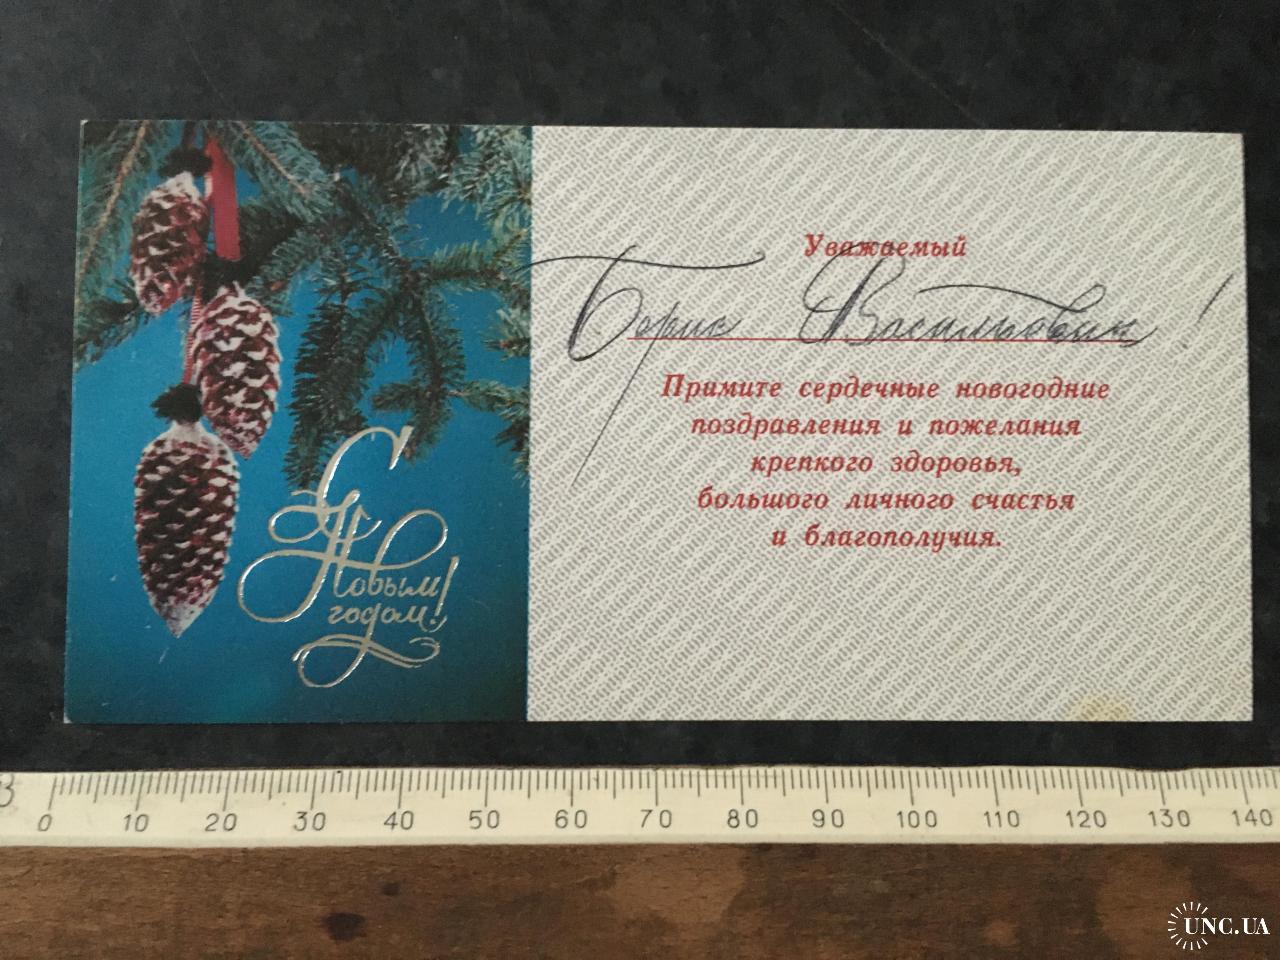 С
Новым
годом!
Уважаемый
Борис Васильевич!
Примите сердечные новогодние
поздравления и пожелания
крепкого здоровья,
большого личного счастья
и благополучия.
0 10 20 30 40 50 60 70 80 90 100 110 120 130 140
UNC.UA